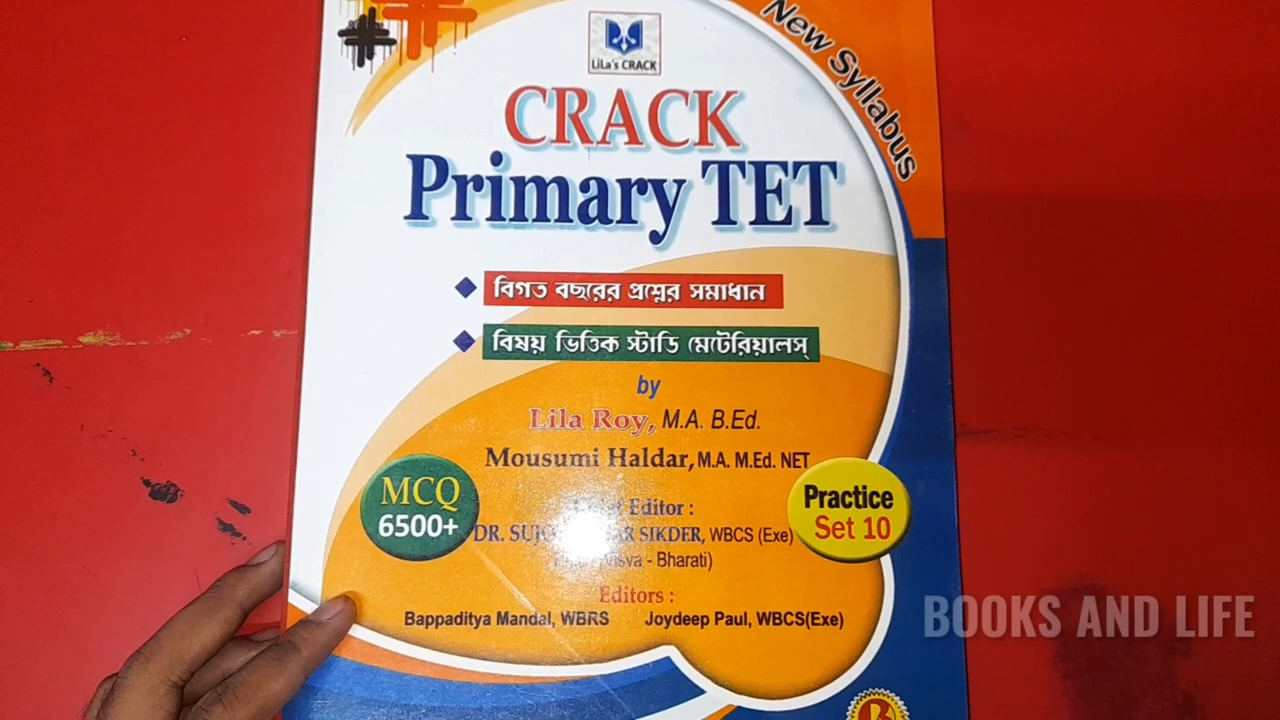 LiLa's CRACK
New Syllabus
CRACK
Primary TET
বিগত বছরের প্রশ্নের সমাধান
বিষয় ভিত্তিক স্টাডি মেটেরিয়ালস্
by
Lila Roy, M.A. B.Ed.
Mousumi Haldar, M.A. M.Ed. NET
MCQ
6500+
Practice
Set 10
Editor :
DR. SIKDER, WBCS (Exe)
- Bharati)
Editors :
Bappaditya Mandal, WBRS Joydeep Paul, WBCS(Exe)
BOOKS AND LIFE